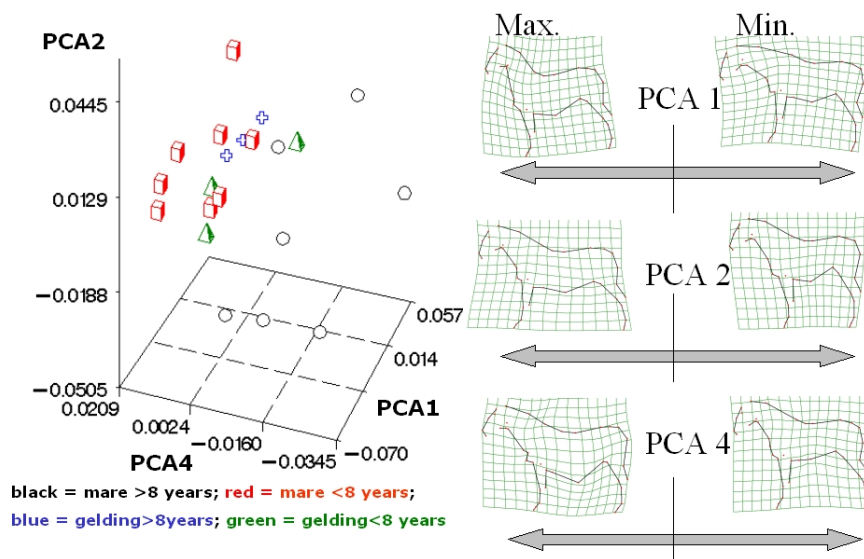 PCA2
0.0445
0.0129
−0.0188
−0.0505
0.0209
0.0024
−0.0160
−0.0345
PCA4
0.057
0.014
PCA1
−0.070
black = mare >8 years; red = mare <8 years;
blue = gelding>8years; green = gelding<8 years
Max. Min.
PCA 1
PCA 2
PCA 4